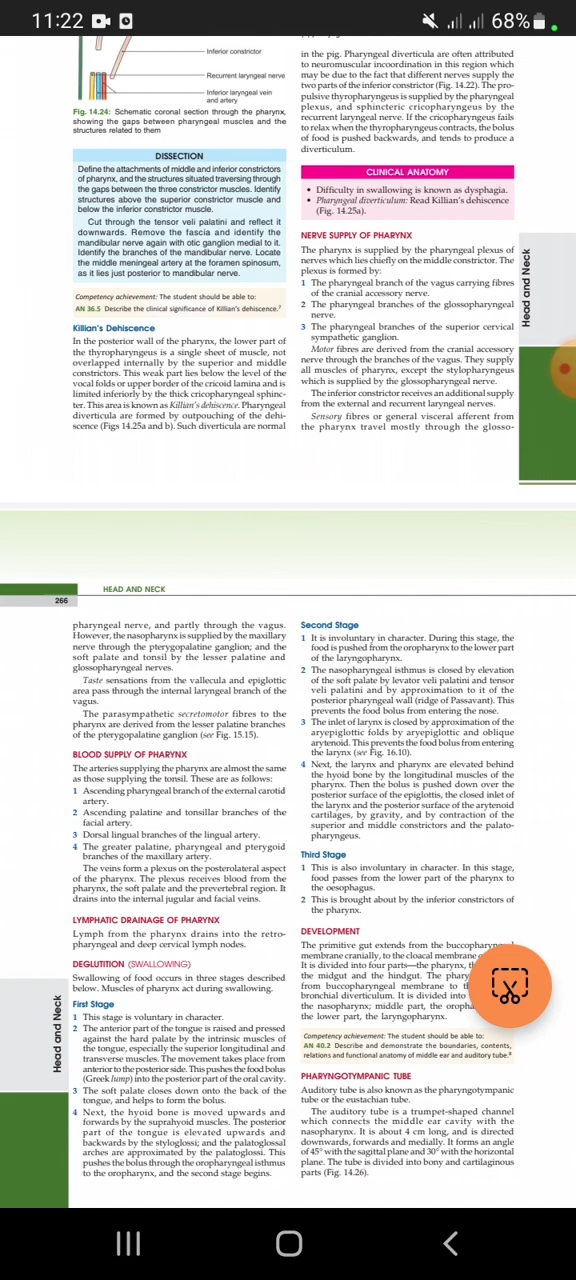 11:22
68%
Inferior constrictor
Recurrent laryngeal nerve
Inferior laryngeal vein
and artery
Fig. 14.24: Schematic coronal section through the pharynx,
showing the gaps between pharyngeal muscles and the
structures related to them
DISSECTION
Define the attachments of middle and inferior constrictors
of pharynx, and the structures situated traversing through
the gaps between the three constrictor muscles. Identify
structures above the superior constrictor muscle and
below the inferior constrictor muscle.
Cut through the tensor veli palatini and reflect it
downwards. Remove the fascia and identify the
mandibular nerve again with otic ganglion medial to it.
Identify the branches of the mandibular nerve. Locate
the middle meningeal artery at the foramen spinosum,
as it lies just posterior to mandibular nerve.
Competency achievement: The student should be able to:
AN 36.5 Describe the clinical significance of Killian's dehiscence.7
Killian's Dehiscence
In the posterior wall of the pharynx, the lower part of
the thyropharyngeus is a single sheet of muscle, not
overlapped internally by the superior and middle
constrictors. This weak part lies below the level of the
vocal folds or upper border of the cricoid lamina and is
limited inferiorly by the thick cricopharyngeal sphinc-
ter. This area is known as Killian's dehiscence. Pharyngeal
diverticula are formed by outpouching of the dehi-
scence (Figs 14.25a and b). Such diverticula are normal
in the pig. Pharyngeal diverticula are often attributed
to neuromuscular incoordination in this region which
may be due to the fact that different nerves supply the
two parts of the inferior constrictor (Fig. 14.22). The pro-
pulsive thyropharyngeus is supplied by the pharyngeal
plexus, and sphincteric cricopharyngeus by the
recurrent laryngeal nerve. If the cricopharyngeus fails
to relax when the thyropharyngeus contracts, the bolus
of food is pushed backwards, and tends to produce a
diverticulum.
CLINICAL ANATOMY
• Difficulty in swallowing is known as dysphagia.
• Pharyngeal diverticulum: Read Killian's dehiscence
(Fig. 14.25a).
NERVE SUPPLY OF PHARYNX
The pharynx is supplied by the pharyngeal plexus of
nerves which lies chiefly on the middle constrictor. The
plexus is formed by:
1 The pharyngeal branch of the vagus carrying fibres
of the cranial accessory nerve.
2 The pharyngeal branches of the glossopharyngeal
nerve.
3 The pharyngeal branches of the superior cervical
sympathetic ganglion.
Motor fibres are derived from the cranial accessory
nerve through the branches of the vagus. They supply
all muscles of pharynx, except the stylopharyngeus
which is supplied by the glossopharyngeal nerve.
The inferior constrictor receives an additional supply
from the external and recurrent laryngeal nerves.
Sensory fibres or general visceral afferent from
the pharynx travel mostly through the glosso-
Head and Neck
HEAD AND NECK
266
pharyngeal nerve, and partly through the vagus.
However, the nasopharynx is supplied by the maxillary
nerve through the pterygopalatine ganglion; and the
soft palate and tonsil by the lesser palatine and
glossopharyngeal nerves.
Taste sensations from the vallecula and epiglottic
area pass through the internal laryngeal branch of the
vagus.
The parasympathetic secretomotor fibres to the
pharynx are derived from the lesser palatine branches
of the pterygopalatine ganglion (see Fig. 15.15).
BLOOD SUPPLY OF PHARYNX
The arteries supplying the pharynx are almost the same
as those supplying the tonsil. These are as follows:
1 Ascending pharyngeal branch of the external carotid
artery.
2 Ascending palatine and tonsillar branches of the
facial artery.
3 Dorsal lingual branches of the lingual artery.
4 The greater palatine, pharyngeal and pterygoid
branches of the maxillary artery.
The veins form a plexus on the posterolateral aspect
of the pharynx. The plexus receives blood from the
pharynx, the soft palate and the prevertebral region. It
drains into the internal jugular and facial veins.
LYMPHATIC DRAINAGE OF PHARYNX
Lymph from the pharynx drains into the retro-
pharyngeal and deep cervical lymph nodes.
DEGLUTITION (SWALLOWING)
Swallowing of food occurs in three stages described
below. Muscles of pharynx act during swallowing.
First Stage
1 This stage is voluntary in character.
2 The anterior part of the tongue is raised and pressed
against the hard palate by the intrinsic muscles of
the tongue, especially the superior longitudinal and
transverse muscles. The movement takes place from
anterior to the posterior side. This pushes the food bolus
(Greek lump) into the posterior part of the oral cavity.
3 The soft palate closes down onto the back of the
tongue, and helps to form the bolus.
4 Next, the hyoid bone is moved upwards and
forwards by the suprahyoid muscles. The posterior
part of the tongue is elevated upwards and
backwards by the styloglossi; and the palatoglossal
arches are approximated by the palatoglossi. This
pushes the bolus through the oropharyngeal isthmus
to the oropharynx, and the second stage begins.
Head and Neck
Second Stage
1 It is involuntary in character. During this stage, the
food is pushed from the oropharynx to the lower part
of the laryngopharynx.
2 The nasopharyngeal isthmus is closed by elevation
of the soft palate by levator veli palatini and tensor
veli palatini and by approximation to it of the
posterior pharyngeal wall (ridge of Passavant). This
prevents the food bolus from entering the nose.
3 The inlet of larynx is closed by approximation of the
aryepiglottic folds by aryepiglottic and oblique
arytenoid. This prevents the food bolus from entering
the larynx (see Fig. 16.10).
4 Next, the larynx and pharynx are elevated behind
the hyoid bone by the longitudinal muscles of the
pharynx. Then the bolus is pushed down over the
posterior surface of the epiglottis, the closed inlet of
the larynx and the posterior surface of the arytenoid
cartilages, by gravity, and by contraction of the
superior and middle constrictors and the palato-
pharyngeus.
Third Stage
1 This is also involuntary in character. In this stage,
food passes from the lower part of the pharynx to
the oesophagus.
2 This is brought about by the inferior constrictors of
the pharynx.
DEVELOPMENT
The primitive gut extends from the buccopharyngeal
membrane cranially, to the cloacal membrane
It is divided into four parts—the pharynx,
the midgut and the hindgut. The
from buccopharyngeal membrane to
bronchial diverticulum. It is divided into
the nasopharynx; middle part, the
the lower part, the laryngopharynx.
Competency achievement: The student should be able to:
AN 40.2 Describe and demonstrate the boundaries, contents,
relations and functional anatomy of middle ear and auditory tube.8
PHARYNGOTYMPANIC TUBE
Auditory tube is also known as the pharyngotympanic
tube or the eustachian tube.
The auditory tube is a trumpet-shaped channel
which connects the middle ear cavity with the
nasopharynx. It is about 4 cm long, and is directed
downwards, forwards and medially. It forms an angle
of 45° with the sagittal plane and 30° with the horizontal
plane. The tube is divided into bony and cartilaginous
parts (Fig. 14.26).